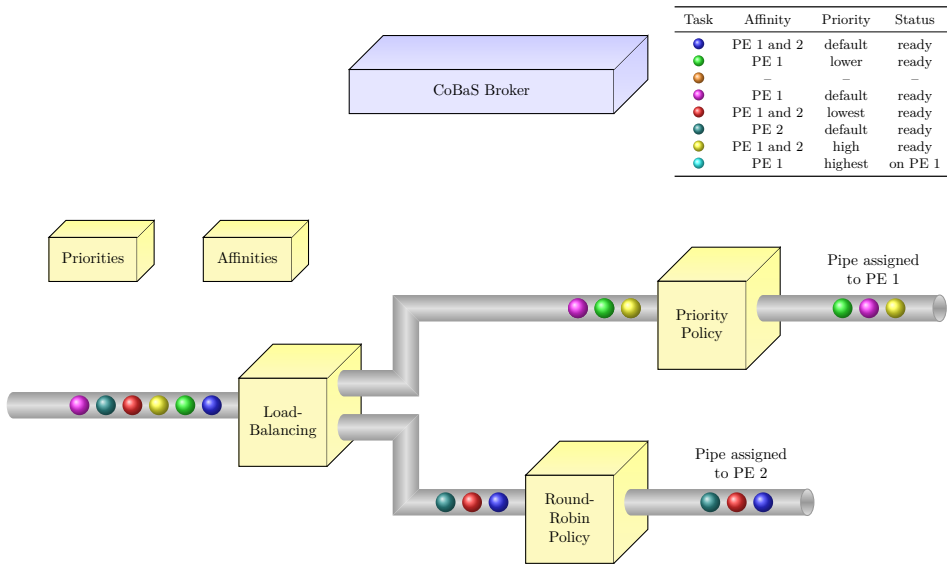 Task Affinity Priority Status
PE 1 and 2 default ready
PE 1 lower ready
– – –
PE 1 default ready
PE 1 and 2 lowest ready
PE 2 default ready
PE 1 and 2 high ready
PE 1 highest on PE 1
CoBaS Broker
Priorities
Affinities
Pipe assigned
to PE 1
Priority
Policy
Load-
Balancing
Pipe assigned
to PE 2
Round-
Robin
Policy